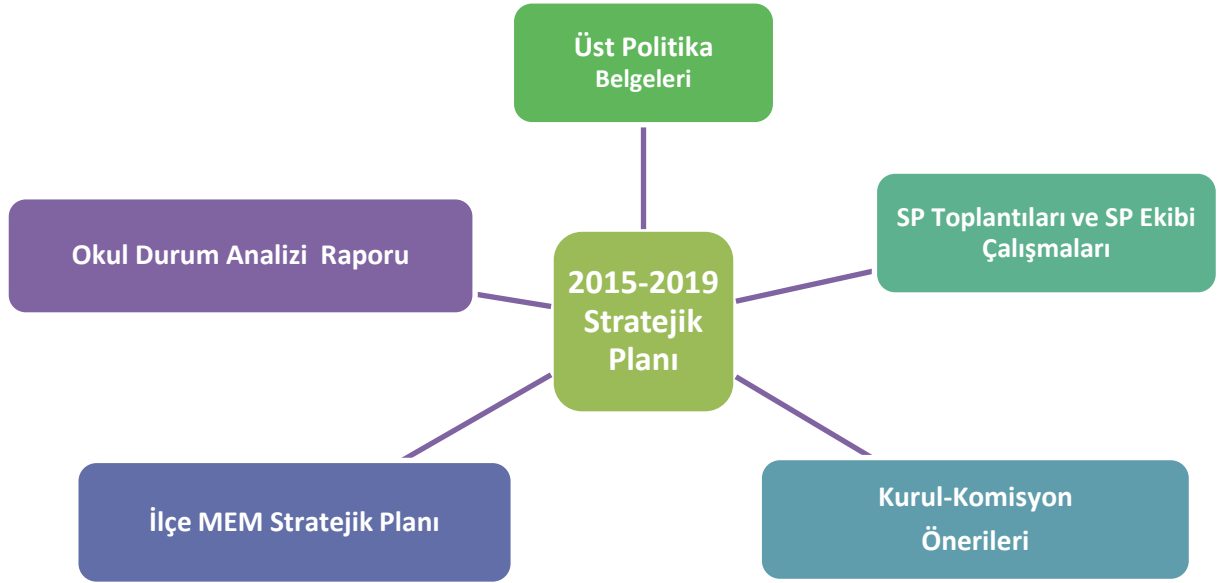 Üst Politika
Belgeleri
SP Toplantıları ve SP Ekibi
Çalışmaları
Okul Durum Analizi  Raporu
2015-2019
Stratejik
Planı
İlçe MEM Stratejik Planı
Kurul-Komisyon
Önerileri